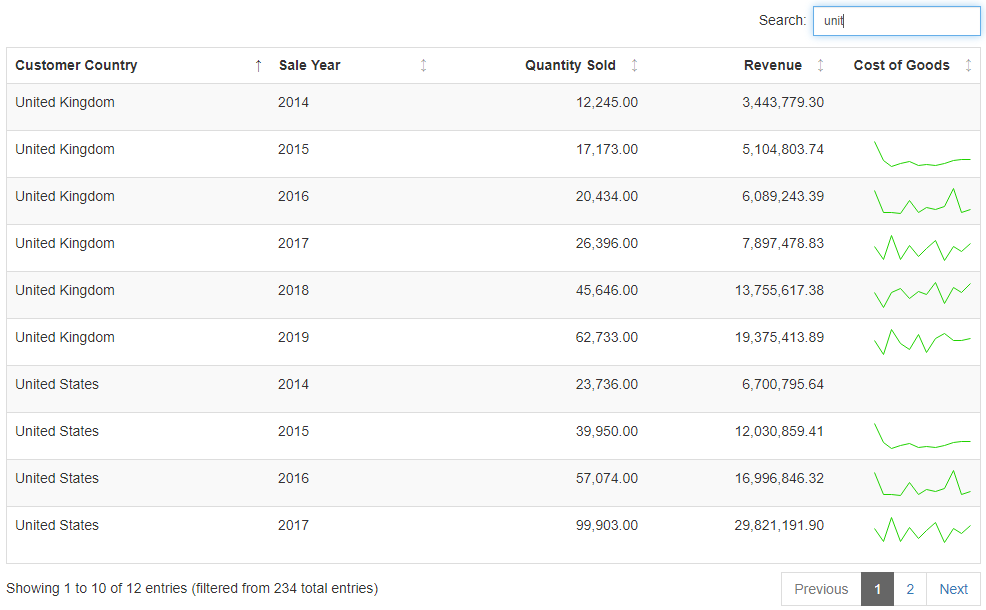 Search: unit
Customer Country Sale Year Quantity Sold Revenue Cost of Goods
United Kingdom 2014 12,245.00 3,443,779.30
United Kingdom 2015 17,173.00 5,104,803.74
United Kingdom 2016 20,434.00 6,089,243.39
United Kingdom 2017 26,396.00 7,897,478.83
United Kingdom 2018 45,646.00 13,755,617.38
United Kingdom 2019 62,733.00 19,375,413.89
United States 2014 23,736.00 6,700,795.64
United States 2015 39,950.00 12,030,859.41
United States 2016 57,074.00 16,996,846.32
United States 2017 99,903.00 29,821,191.90
Showing 1 to 10 of 12 entries (filtered from 234 total entries) Previous 1 2 Next